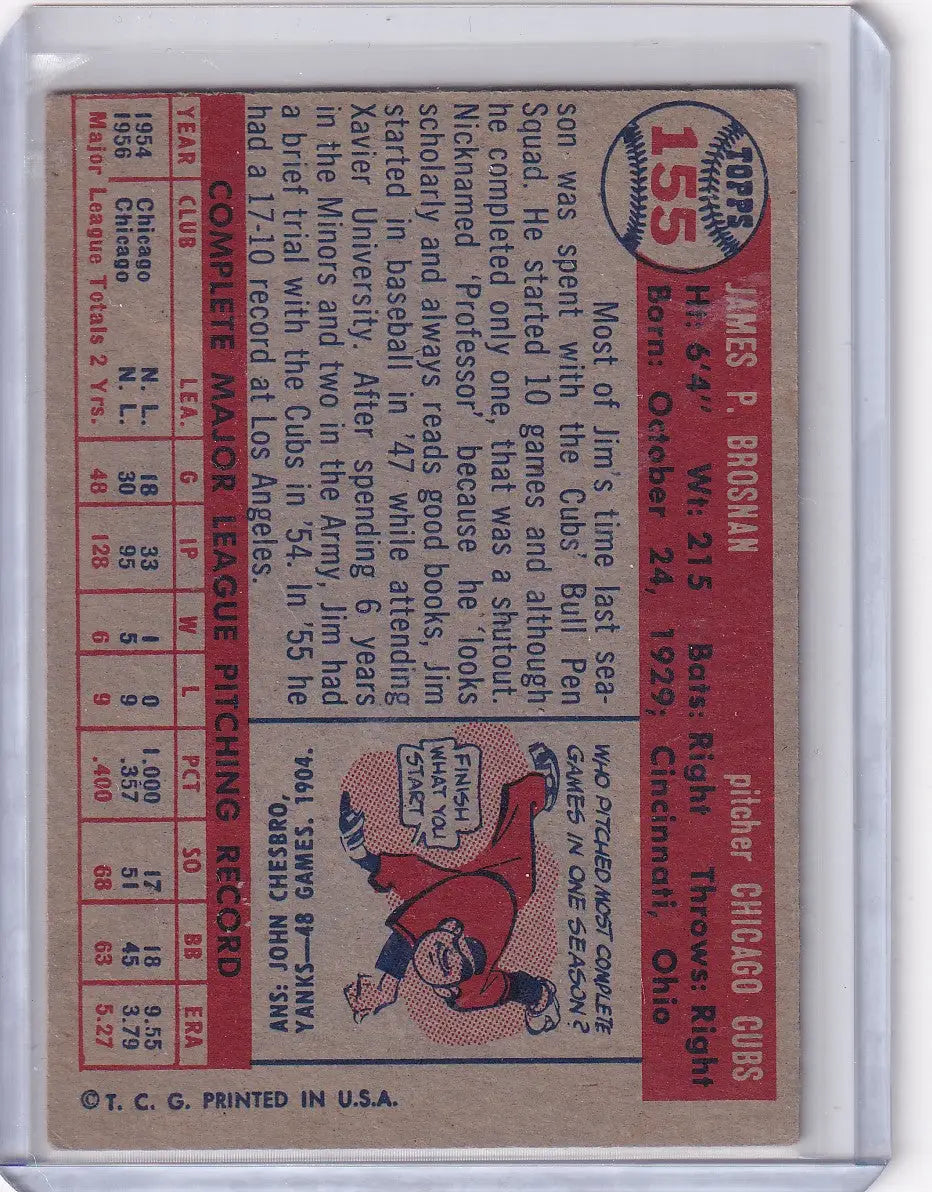 TOPPS
155
JAMES P. BROSNAN pitcher CHICAGO CUBS
Ht: 6'4" Wt: 215 Bats: Right Throws: Right
Born: October 24, 1929; Cincinnati, Ohio
Most of Jim's time last sea-
son was spent with the Cubs' Bull Pen
Squad. He started 10 games and although
he completed only one, that was a shutout.
Nicknamed 'Professor' because he 'looks
scholarly and always reads good books, Jim
started in baseball in '47 while attending
Xavier University. After spending 6 years
in the Minors and two in the Army, Jim had
a brief trial with the Cubs in '54. In '55 he
had a 17-10 record at Los Angeles.
WHO PITCHED MOST COMPLETE
GAMES IN ONE SEASON?
FINISH
WHAT YOU
START
ANS: JOHN CHESBRO,
YANKS—48 GAMES. 1904.
COMPLETE MAJOR LEAGUE PITCHING RECORD
YEAR CLUB LEA. G IP W L PCT SO BB ERA
1954 Chicago N. L. 18 33 1 0 1.000 17 18 9.55
1956 Chicago N. L. 30 95 5 9 .357 51 45 3.79
Major League Totals 2 Yrs. 48 128 6 9 .400 68 63 5.27
© T. C. G. PRINTED IN U.S.A.